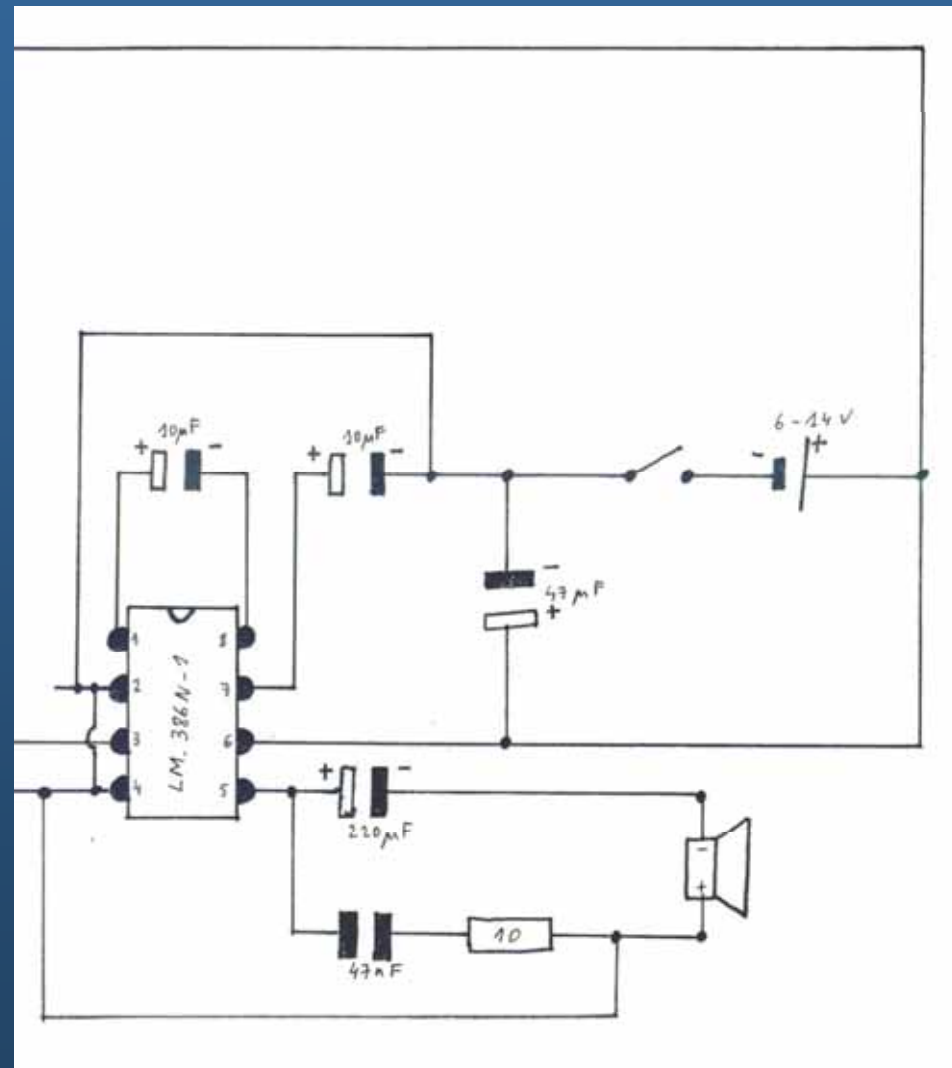 6-14V
- +
10µF
+ -
10µF
+ -
-
47µF
+
1 8
2 7
3 6
4 5
LM. 386N-1
+ -
220µF
-
+
10
47nF